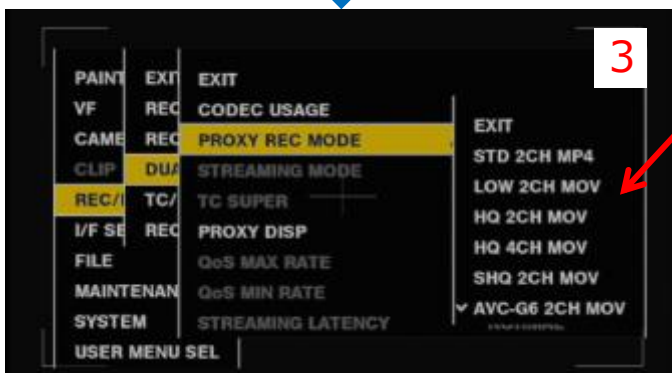 3
PAINT
VF
CAME
CLIP
REC/I
I/F SE
FILE
MAINTENAN
SYSTEM
USER MENU SEL
EXIT
REC
REC
DUA
TC/
REC
EXIT
CODEC USAGE
PROXY REC MODE
STREAMING MODE
TC SUPER
PROXY DISP
QoS MAX RATE
QoS MIN RATE
STREAMING LATENCY
EXIT
STD 2CH MP4
LOW 2CH MOV
HQ 2CH MOV
HQ 4CH MOV
SHQ 2CH MOV
AVC-G6 2CH MOV